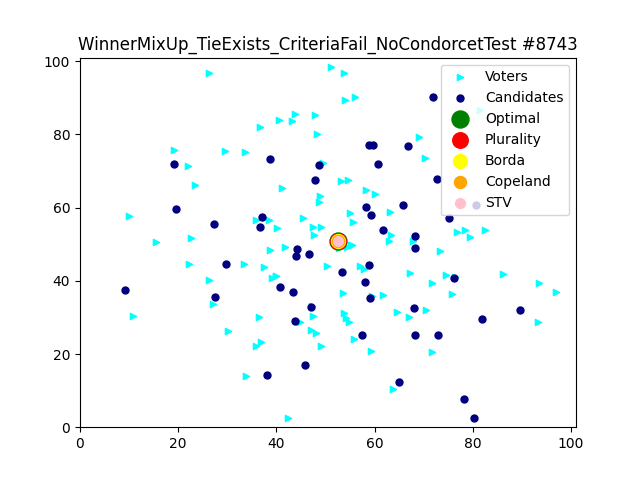 WinnerMixUp_TieExists_CriteriaFail_NoCondorcetTest #8743
100
80
60
40
20
0
0
20
40
60
80
100
Voters
Candidates
Optimal
Plurality
Borda
Copeland
STV